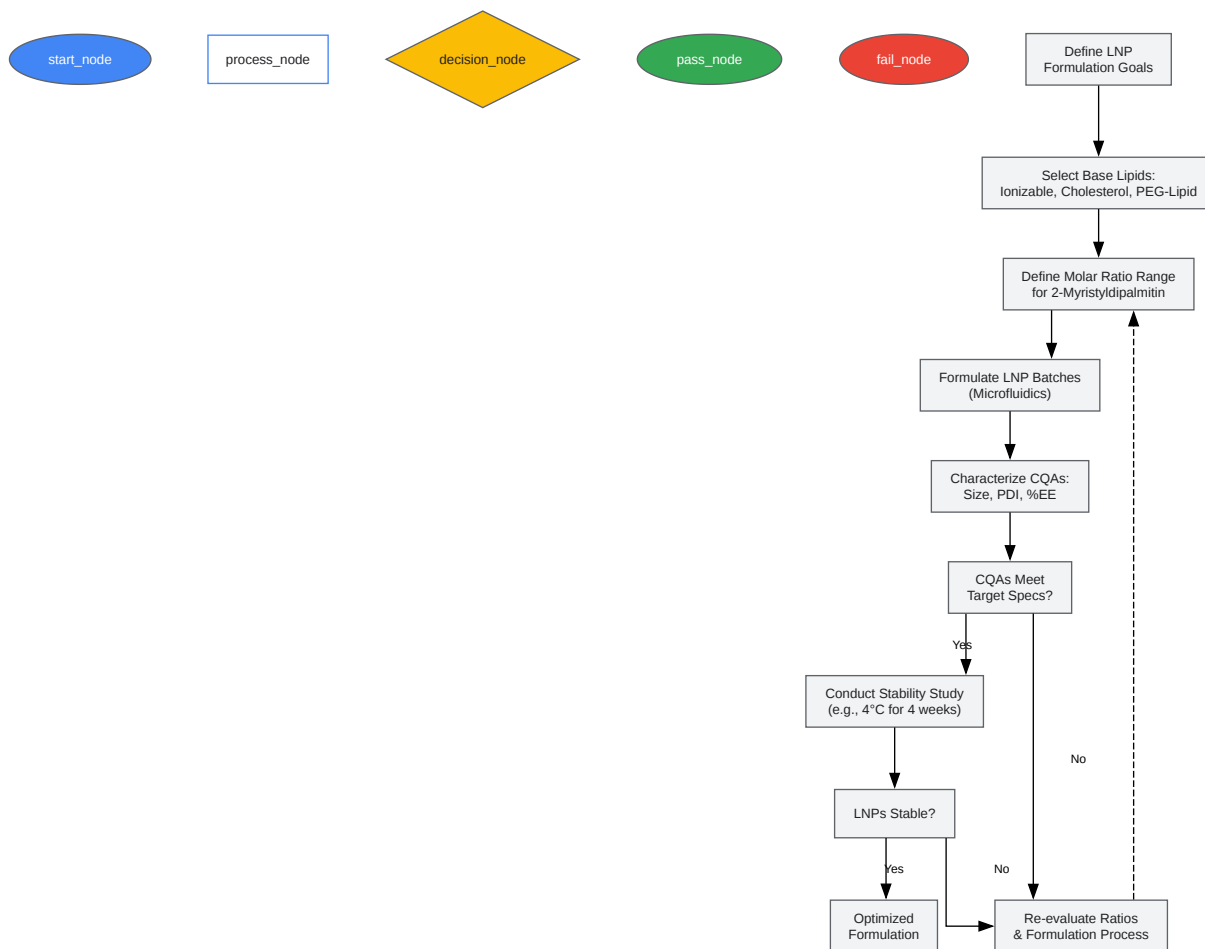 start_node
process_node
decision_node
pass_node
fail_node
Define LNP
Formulation Goals
Select Base Lipids:
Ionizable, Cholesterol, PEG-Lipid
Define Molar Ratio Range
for 2-Myristyldipalmitin
Formulate LNP Batches
(Microfluidics)
Characterize CQAs:
Size, PDI, %EE
CQAs Meet
Target Specs?
Yes
Conduct Stability Study
(e.g., 4°C for 4 weeks)
No
LNPs Stable?
Yes
No
Optimized
Formulation
Re-evaluate Ratios
& Formulation Process